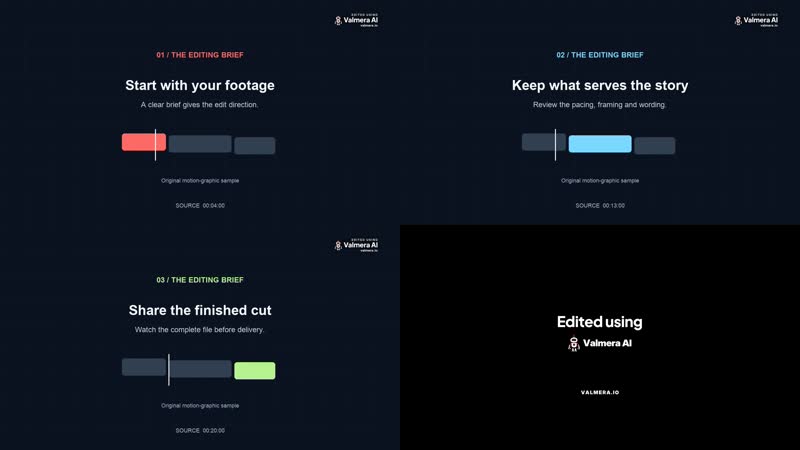 EDITED USING
Valmera AI
valmera.io
01 / THE EDITING BRIEF
Start with your footage
A clear brief gives the edit direction.
Original motion-graphic sample
SOURCE 00:04:00
EDITED USING
Valmera AI
valmera.io
02 / THE EDITING BRIEF
Keep what serves the story
Review the pacing, framing and wording.
Original motion-graphic sample
SOURCE 00:13:00
EDITED USING
Valmera AI
valmera.io
03 / THE EDITING BRIEF
Share the finished cut
Watch the complete file before delivery.
Original motion-graphic sample
SOURCE 00:20:00
Edited using
Valmera AI
VALMERA.IO